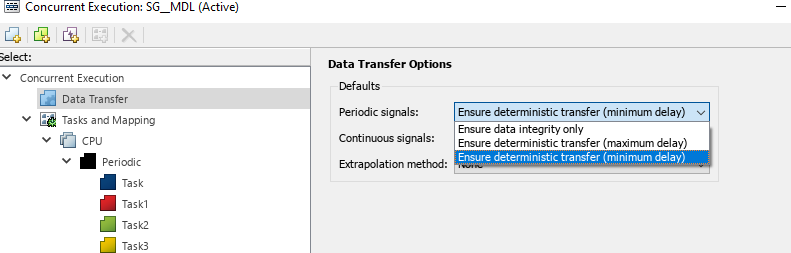 Concurrent Execution: SG__MDL (Active)
Select:
Concurrent Execution
Data Transfer
Tasks and Mapping
CPU
Periodic
Task
Task1
Task2
Task3
Data Transfer Options
Defaults
Periodic signals: Ensure deterministic transfer (minimum delay)
Ensure data integrity only
Continuous signals: Ensure deterministic transfer (maximum delay)
Ensure deterministic transfer (minimum delay)
Extrapolation method: None